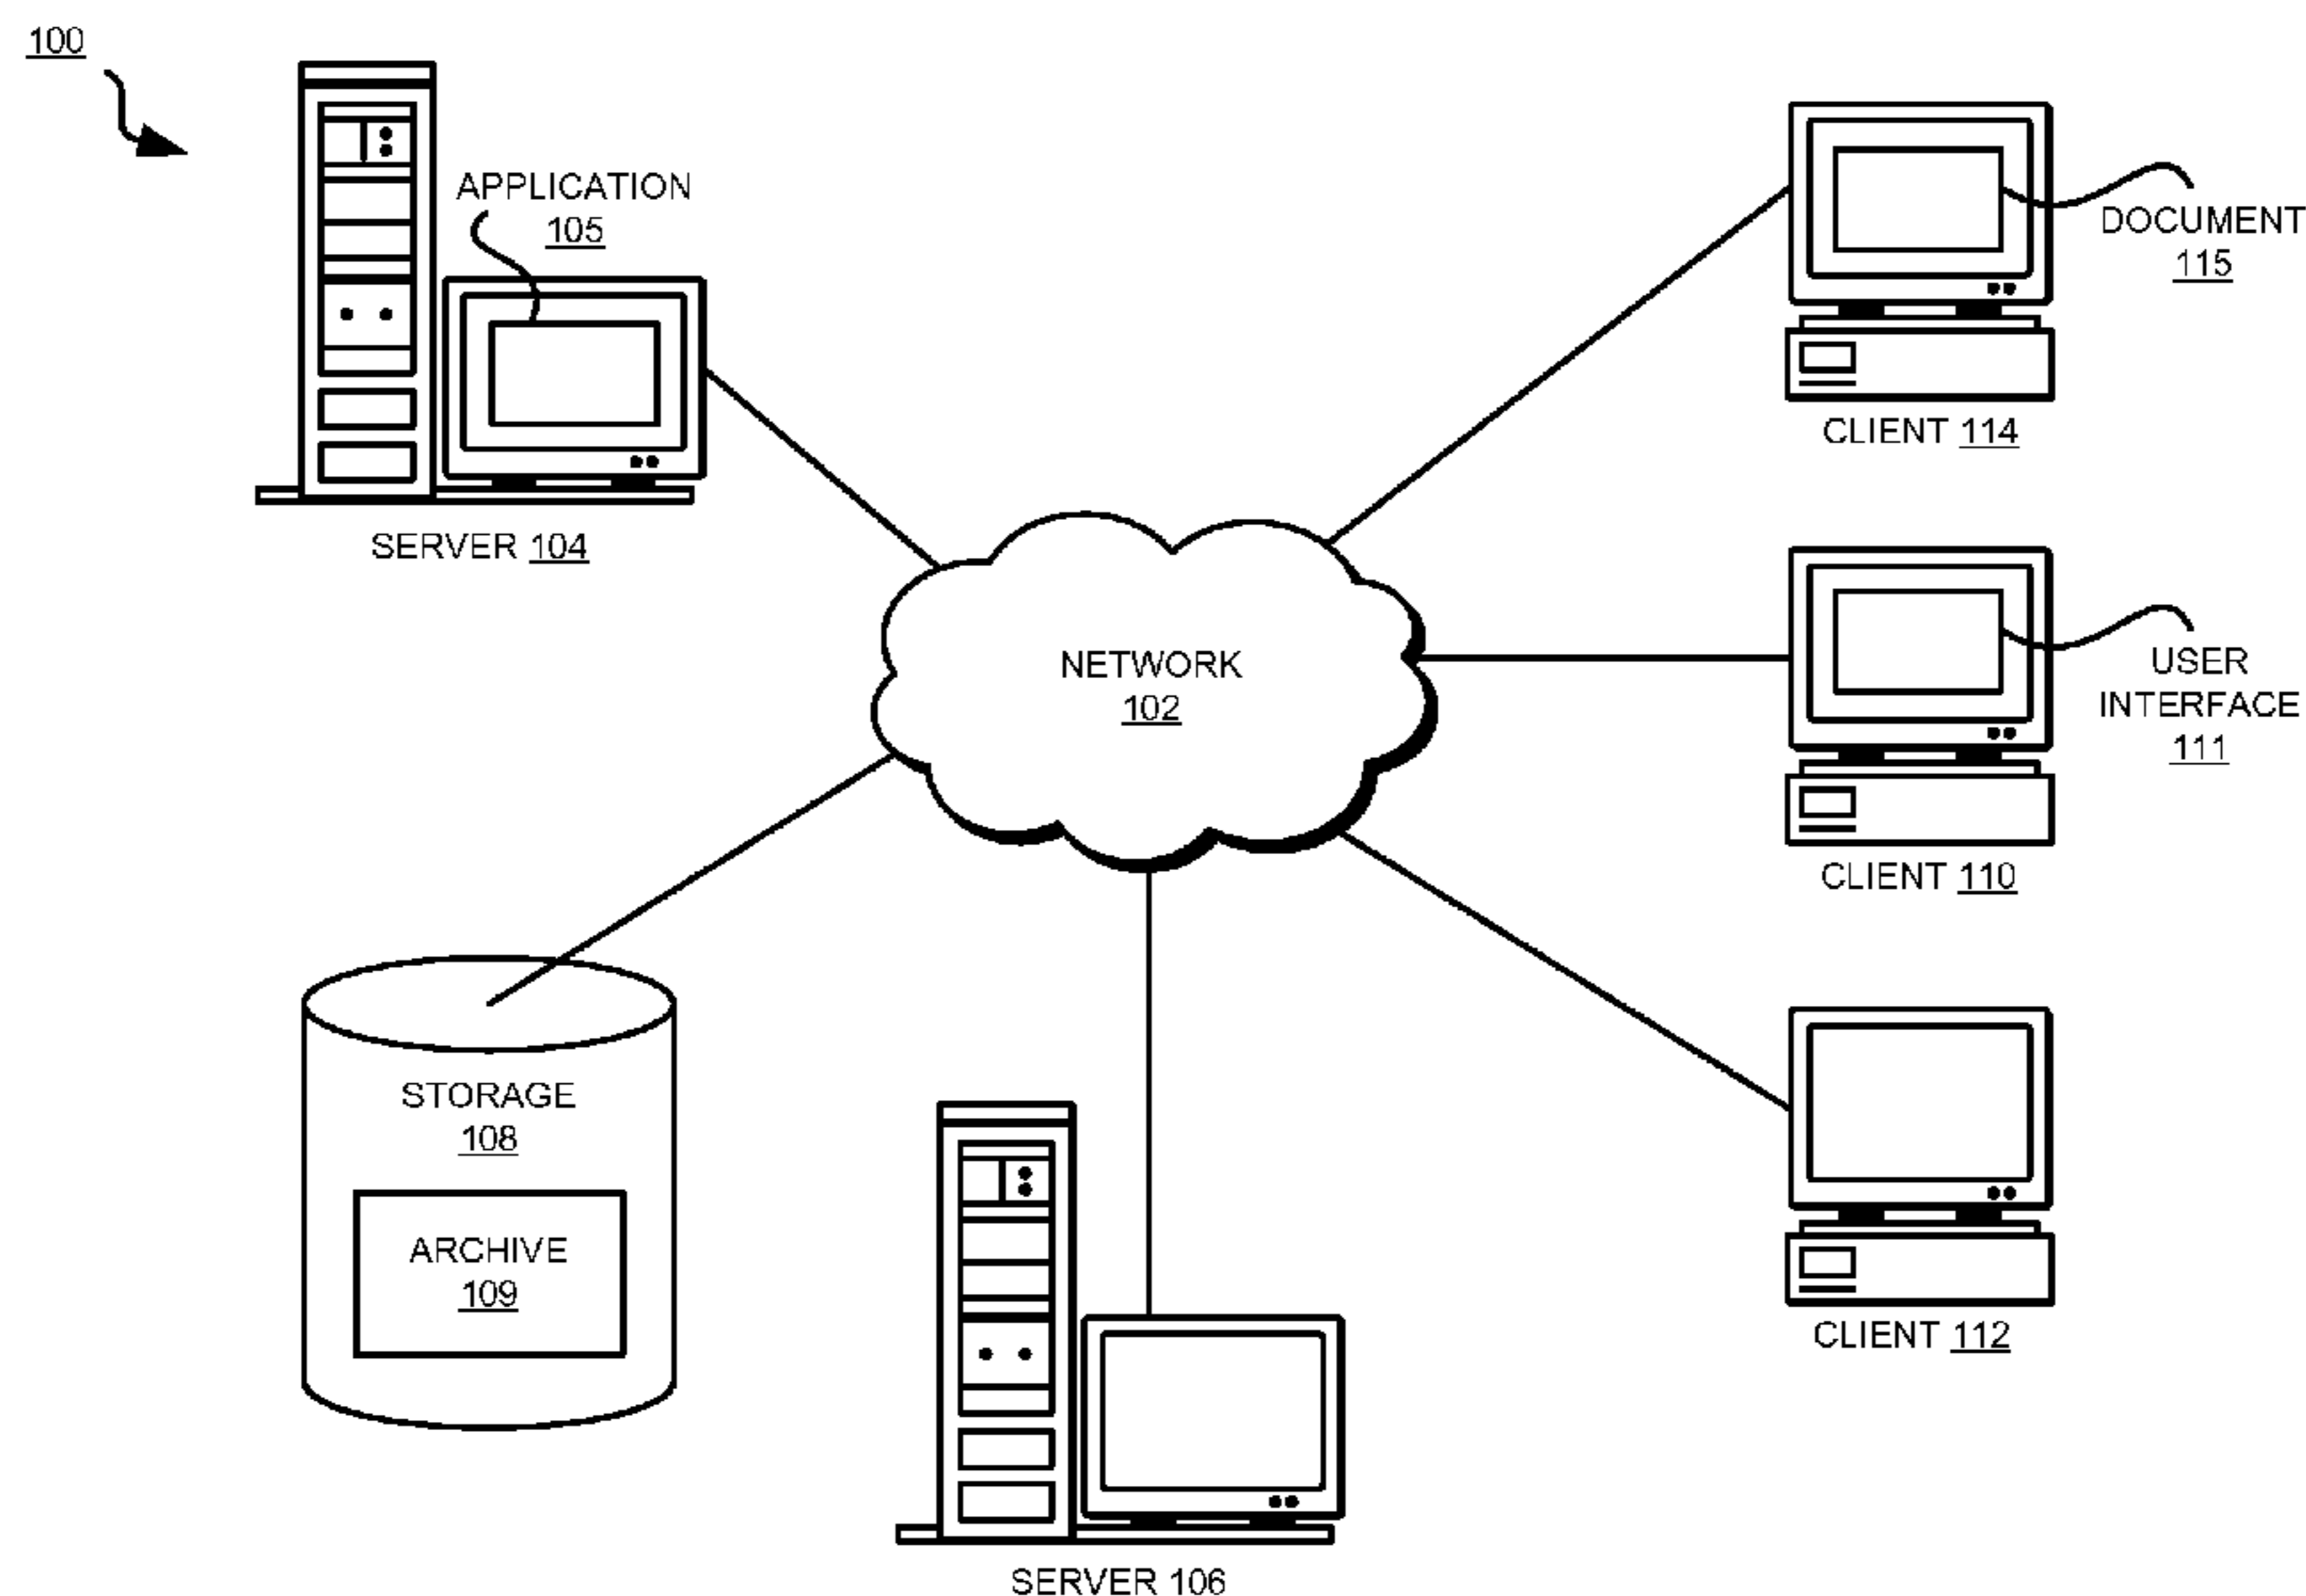 100
APPLICATION
105
SERVER 104
DOCUMENT
115
CLIENT 114
NETWORK
102
USER
INTERFACE
111
CLIENT 110
STORAGE
108
ARCHIVE
109
CLIENT 112
SERVER 106